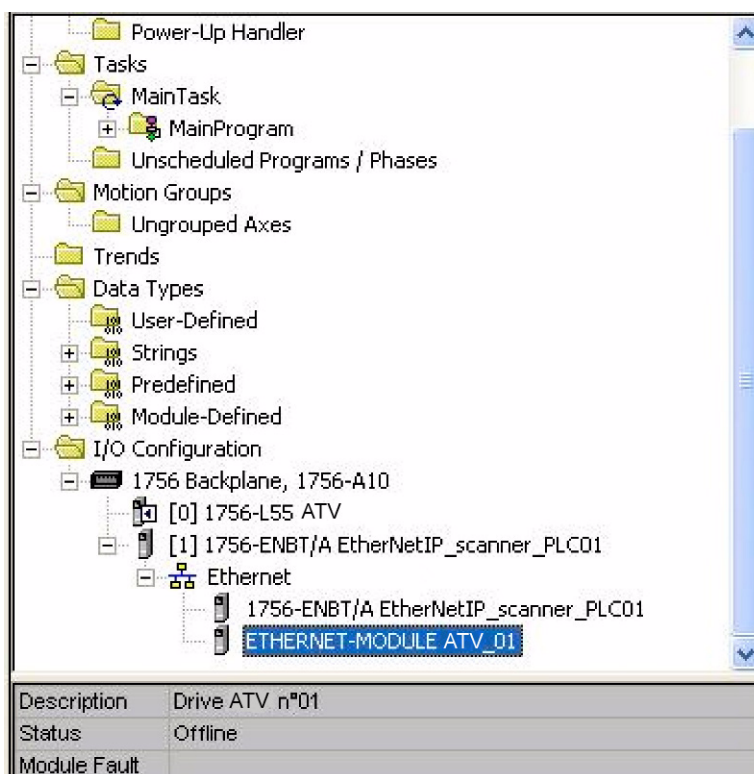 Power-Up Handler
Tasks
MainTask
MainProgram
Unscheduled Programs / Phases
Motion Groups
Ungrouped Axes
Trends
Data Types
User-Defined
Strings
Predefined
Module-Defined
I/O Configuration
1756 Backplane, 1756-A10
[0] 1756-L55 ATV
[1] 1756-ENBT/A EtherNetIP_scanner_PLC01
Ethernet
1756-ENBT/A EtherNetIP_scanner_PLC01
ETHERNET-MODULE ATV_01
Description Drive ATV n°01
Status Offline
Module Fault